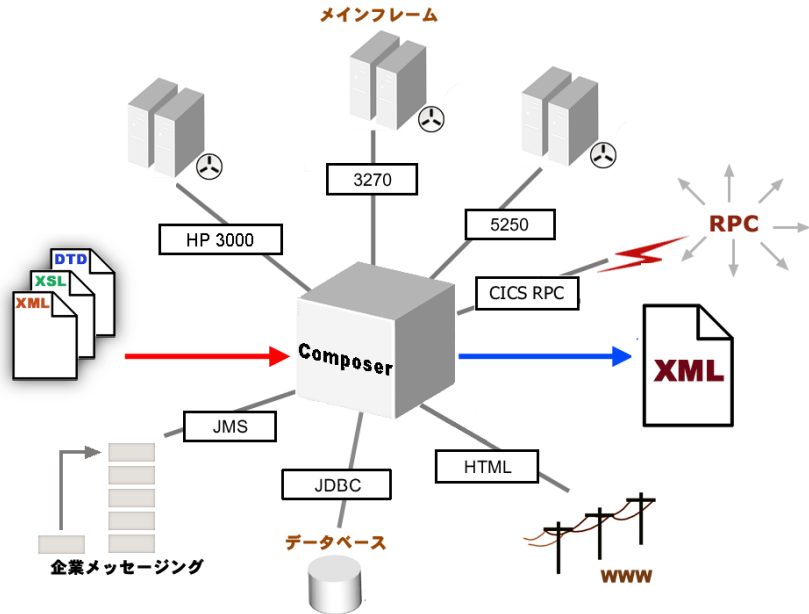 メインフレーム
3270
HP 3000
5250
RPC
CICS RPC
DTD
XSL
XML
Composer
XML
JMS
HTML
JDBC
データベース
企業メッセージング
WWW